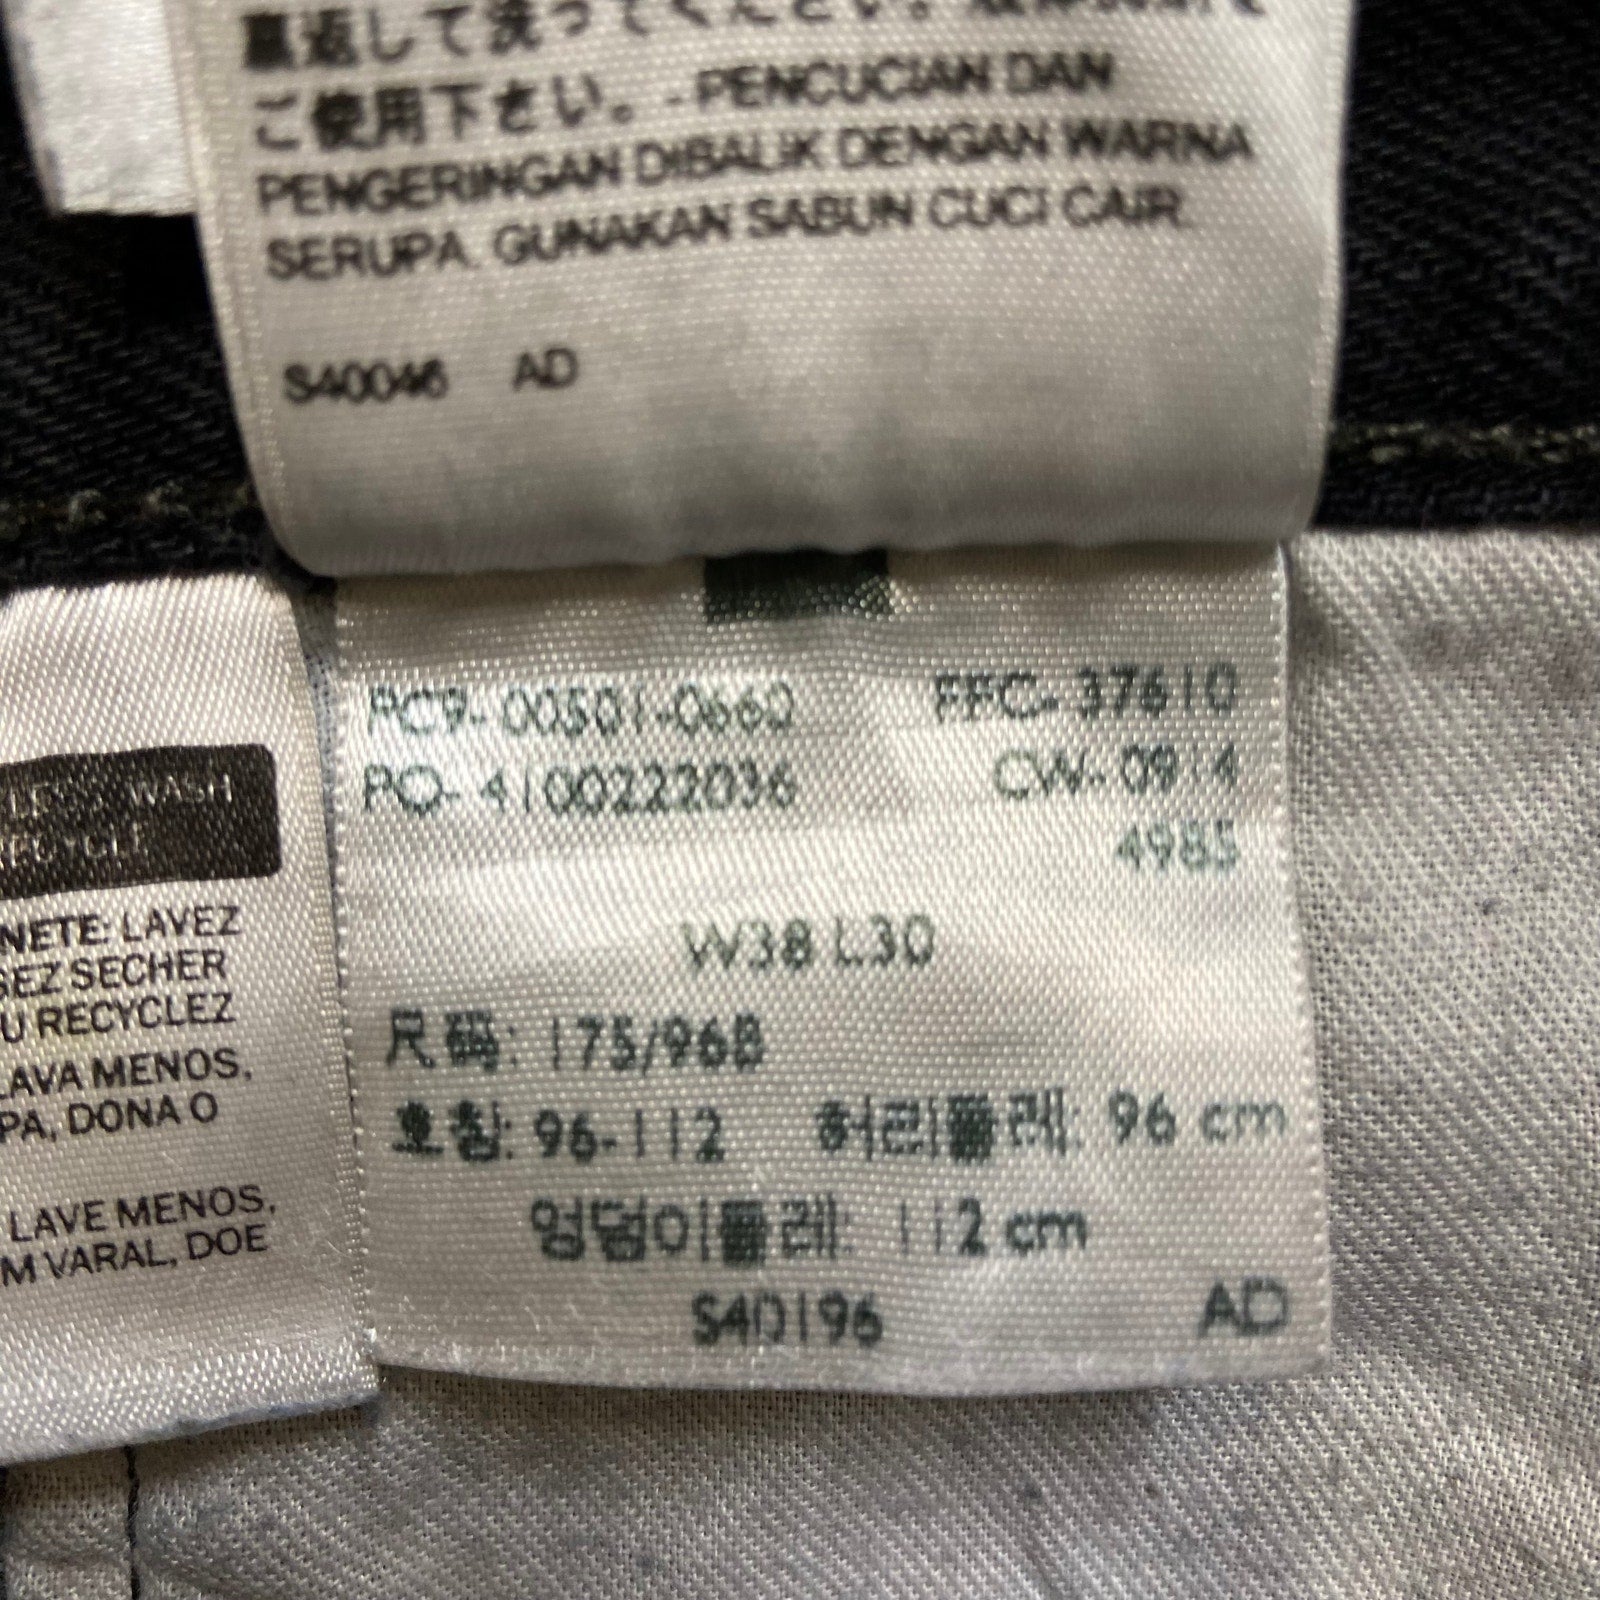 裏返して洗ってください。
ご使用下さい。- PENCUCIAN DAN
PENGERINGAN DIBALIK DENGAN WARNA
SERUPA. GUNAKAN SABUN CUCI CAIR.
S40046 AD
PC9-00501-0660 FFC-37610
PO-4100222036 CW-0914
4985
W38 L30
尺码: 175/96B
호칭: 96-112 허리둘레: 96 cm
엉덩이둘레: 112 cm
S40196 AD
WASH
NETE: LAVEZ
SEZ SECHER
U RECYCLEZ
LAVA MENOS,
PA, DONA O
LAVE MENOS,
M VARAL, DOE